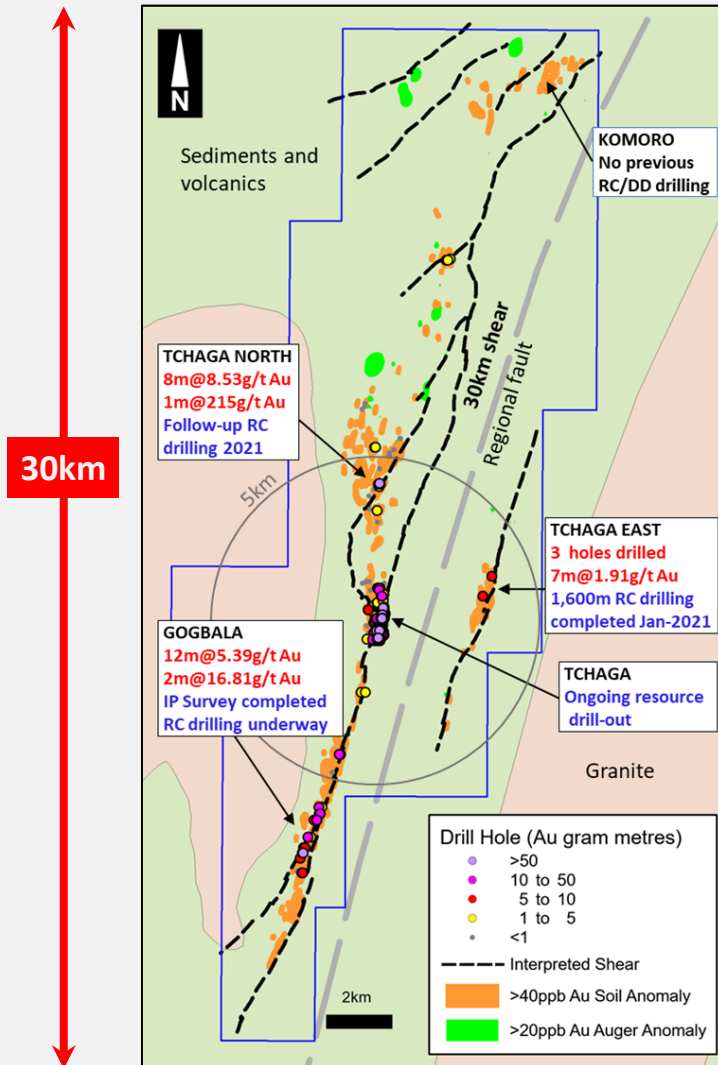 30km
N
Sediments and
volcanics
KOMORO
No previous
RC/DD drilling
30km shear
Regional fault
TCHAGA NORTH
8m@8.53g/t Au
1m@215g/t Au
Follow-up RC
drilling 2021
5km
TCHAGA EAST
3 holes drilled
7m@1.91g/t Au
1,600m RC drilling
completed Jan-2021
GOGBALA
12m@5.39g/t Au
2m@16.81g/t Au
IP Survey completed
RC drilling underway
TCHAGA
Ongoing resource
drill-out
Granite
Drill Hole (Au gram metres)
>50
10 to 50
5 to 10
1 to 5
<1
Interpreted Shear
>40ppb Au Soil Anomaly
>20ppb Au Auger Anomaly
2km